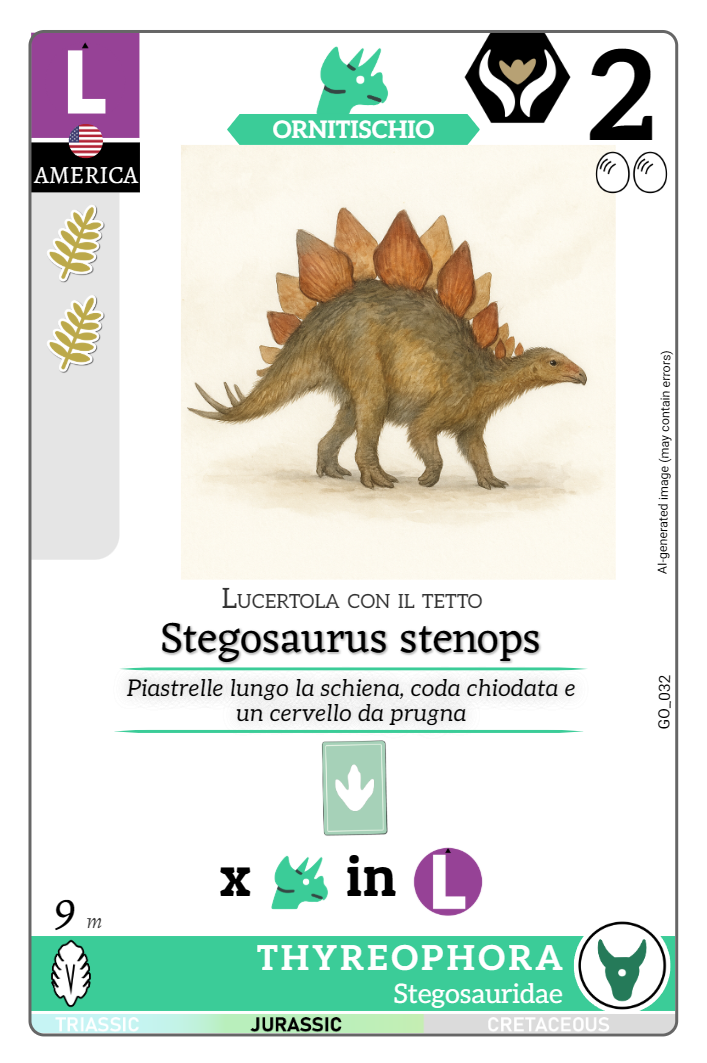 L
AMERICA
ORNITISCHIO
2
AI-generated image (may contain errors)
LUCERTOLA CON IL TETTO
Stegosaurus stenops
Piastrelle lungo la schiena, coda chiodata e
un cervello da prugna
GO_032
x in L
9 m
THYREOPHORA
Stegosauridae
TRIASSIC JURASSIC CRETACEOUS